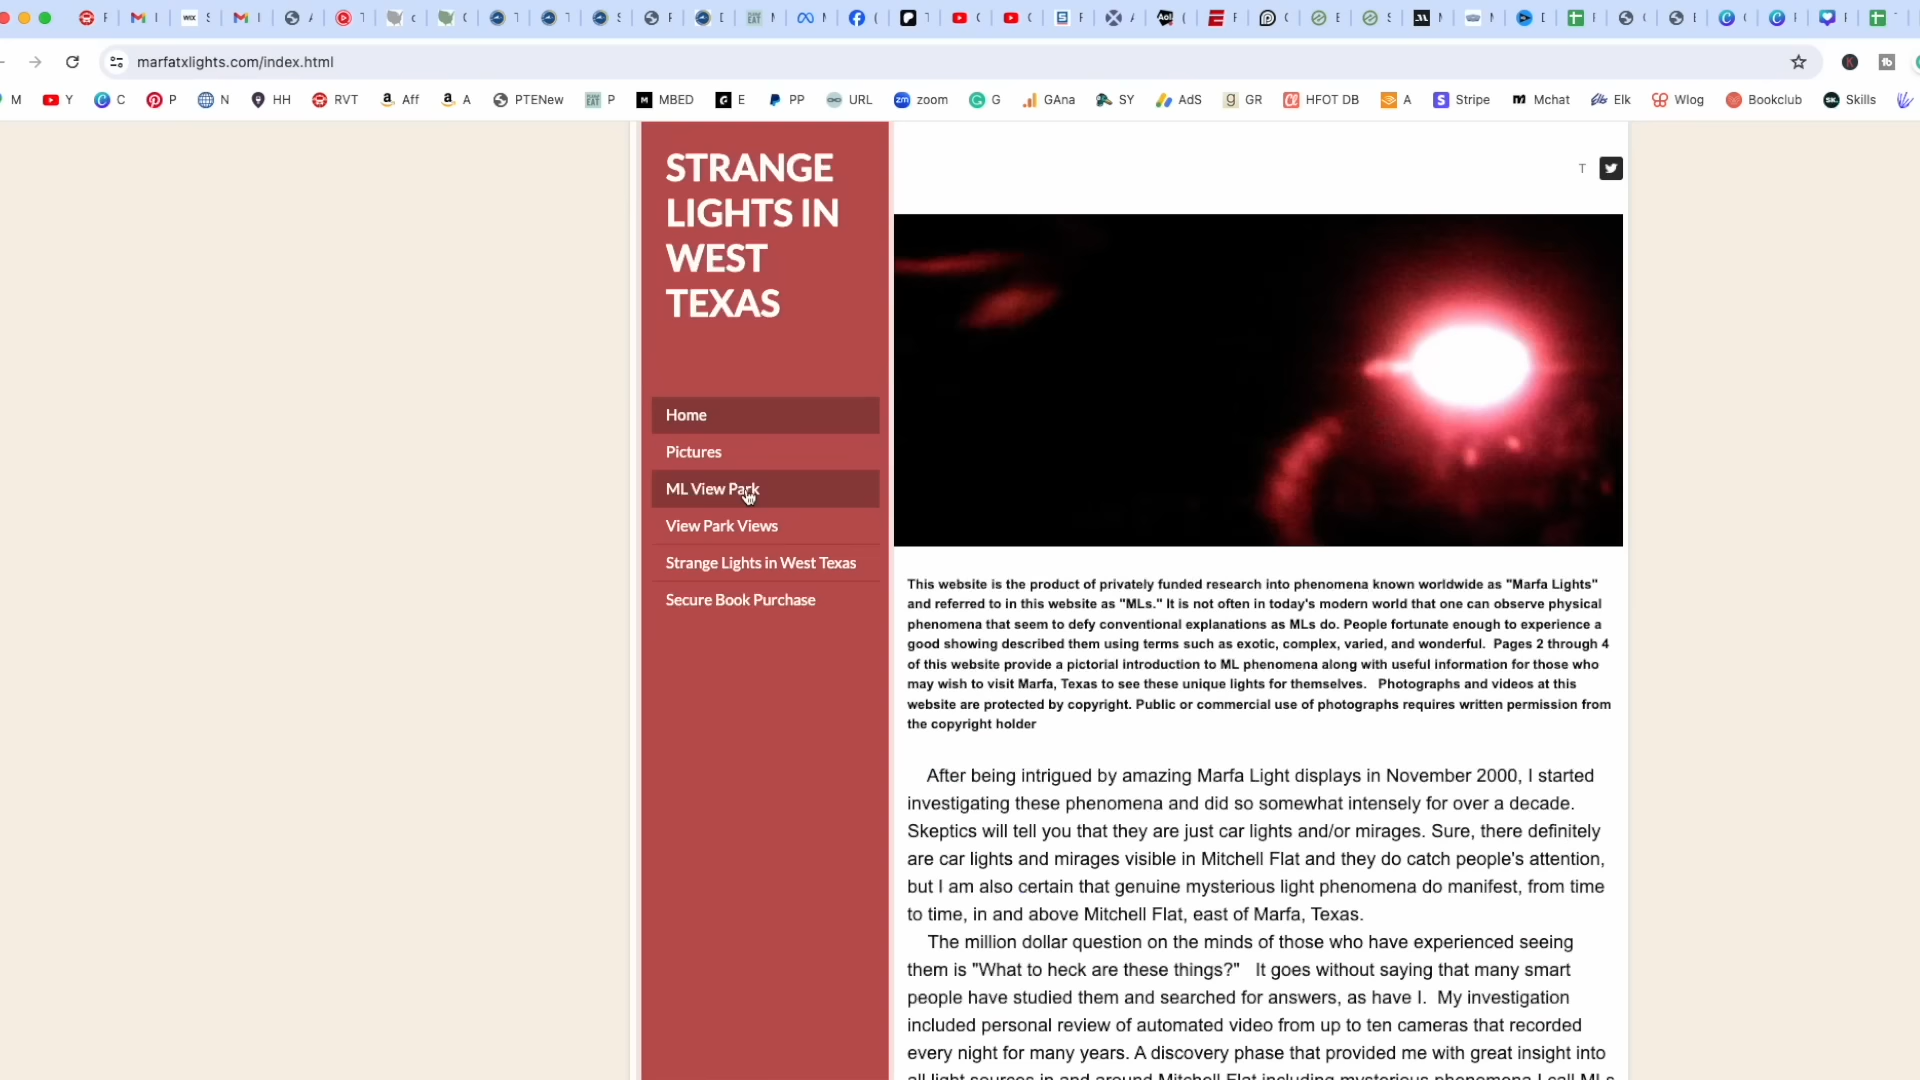 marfatxlights.com/index.html
M Y C P N HH RVT Aff A PTENew P MBED E PP URL zoom G GAna SY AdS GR HFOT DB A Stripe Mchat Elk Wlog Bookclub Skills
STRANGE
LIGHTS IN
WEST
TEXAS
T
Home
Pictures
ML View Park
View Park Views
Strange Lights in West Texas
Secure Book Purchase
This website is the product of privately funded research into phenomena known worldwide as "Marfa Lights"
and referred to in this website as "MLs." It is not often in today's modern world that one can observe physical
phenomena that seem to defy conventional explanations as MLs do. People fortunate enough to experience a
good showing described them using terms such as exotic, complex, varied, and wonderful. Pages 2 through 4
of this website provide a pictorial introduction to ML phenomena along with useful information for those who
may wish to visit Marfa, Texas to see these unique lights for themselves. Photographs and videos at this
website are protected by copyright. Public or commercial use of photographs requires written permission from
the copyright holder
After being intrigued by amazing Marfa Light displays in November 2000, I started
investigating these phenomena and did so somewhat intensely for over a decade.
Skeptics will tell you that they are just car lights and/or mirages. Sure, there definitely
are car lights and mirages visible in Mitchell Flat and they do catch people's attention,
but I am also certain that genuine mysterious light phenomena do manifest, from time
to time, in and above Mitchell Flat, east of Marfa, Texas.
The million dollar question on the minds of those who have experienced seeing
them is "What to heck are these things?" It goes without saying that many smart
people have studied them and searched for answers, as have I. My investigation
included personal review of automated video from up to ten cameras that recorded
every night for many years. A discovery phase that provided me with great insight into
all light sources in and around Mitchell Flat including mysterious phenomena I call MLs